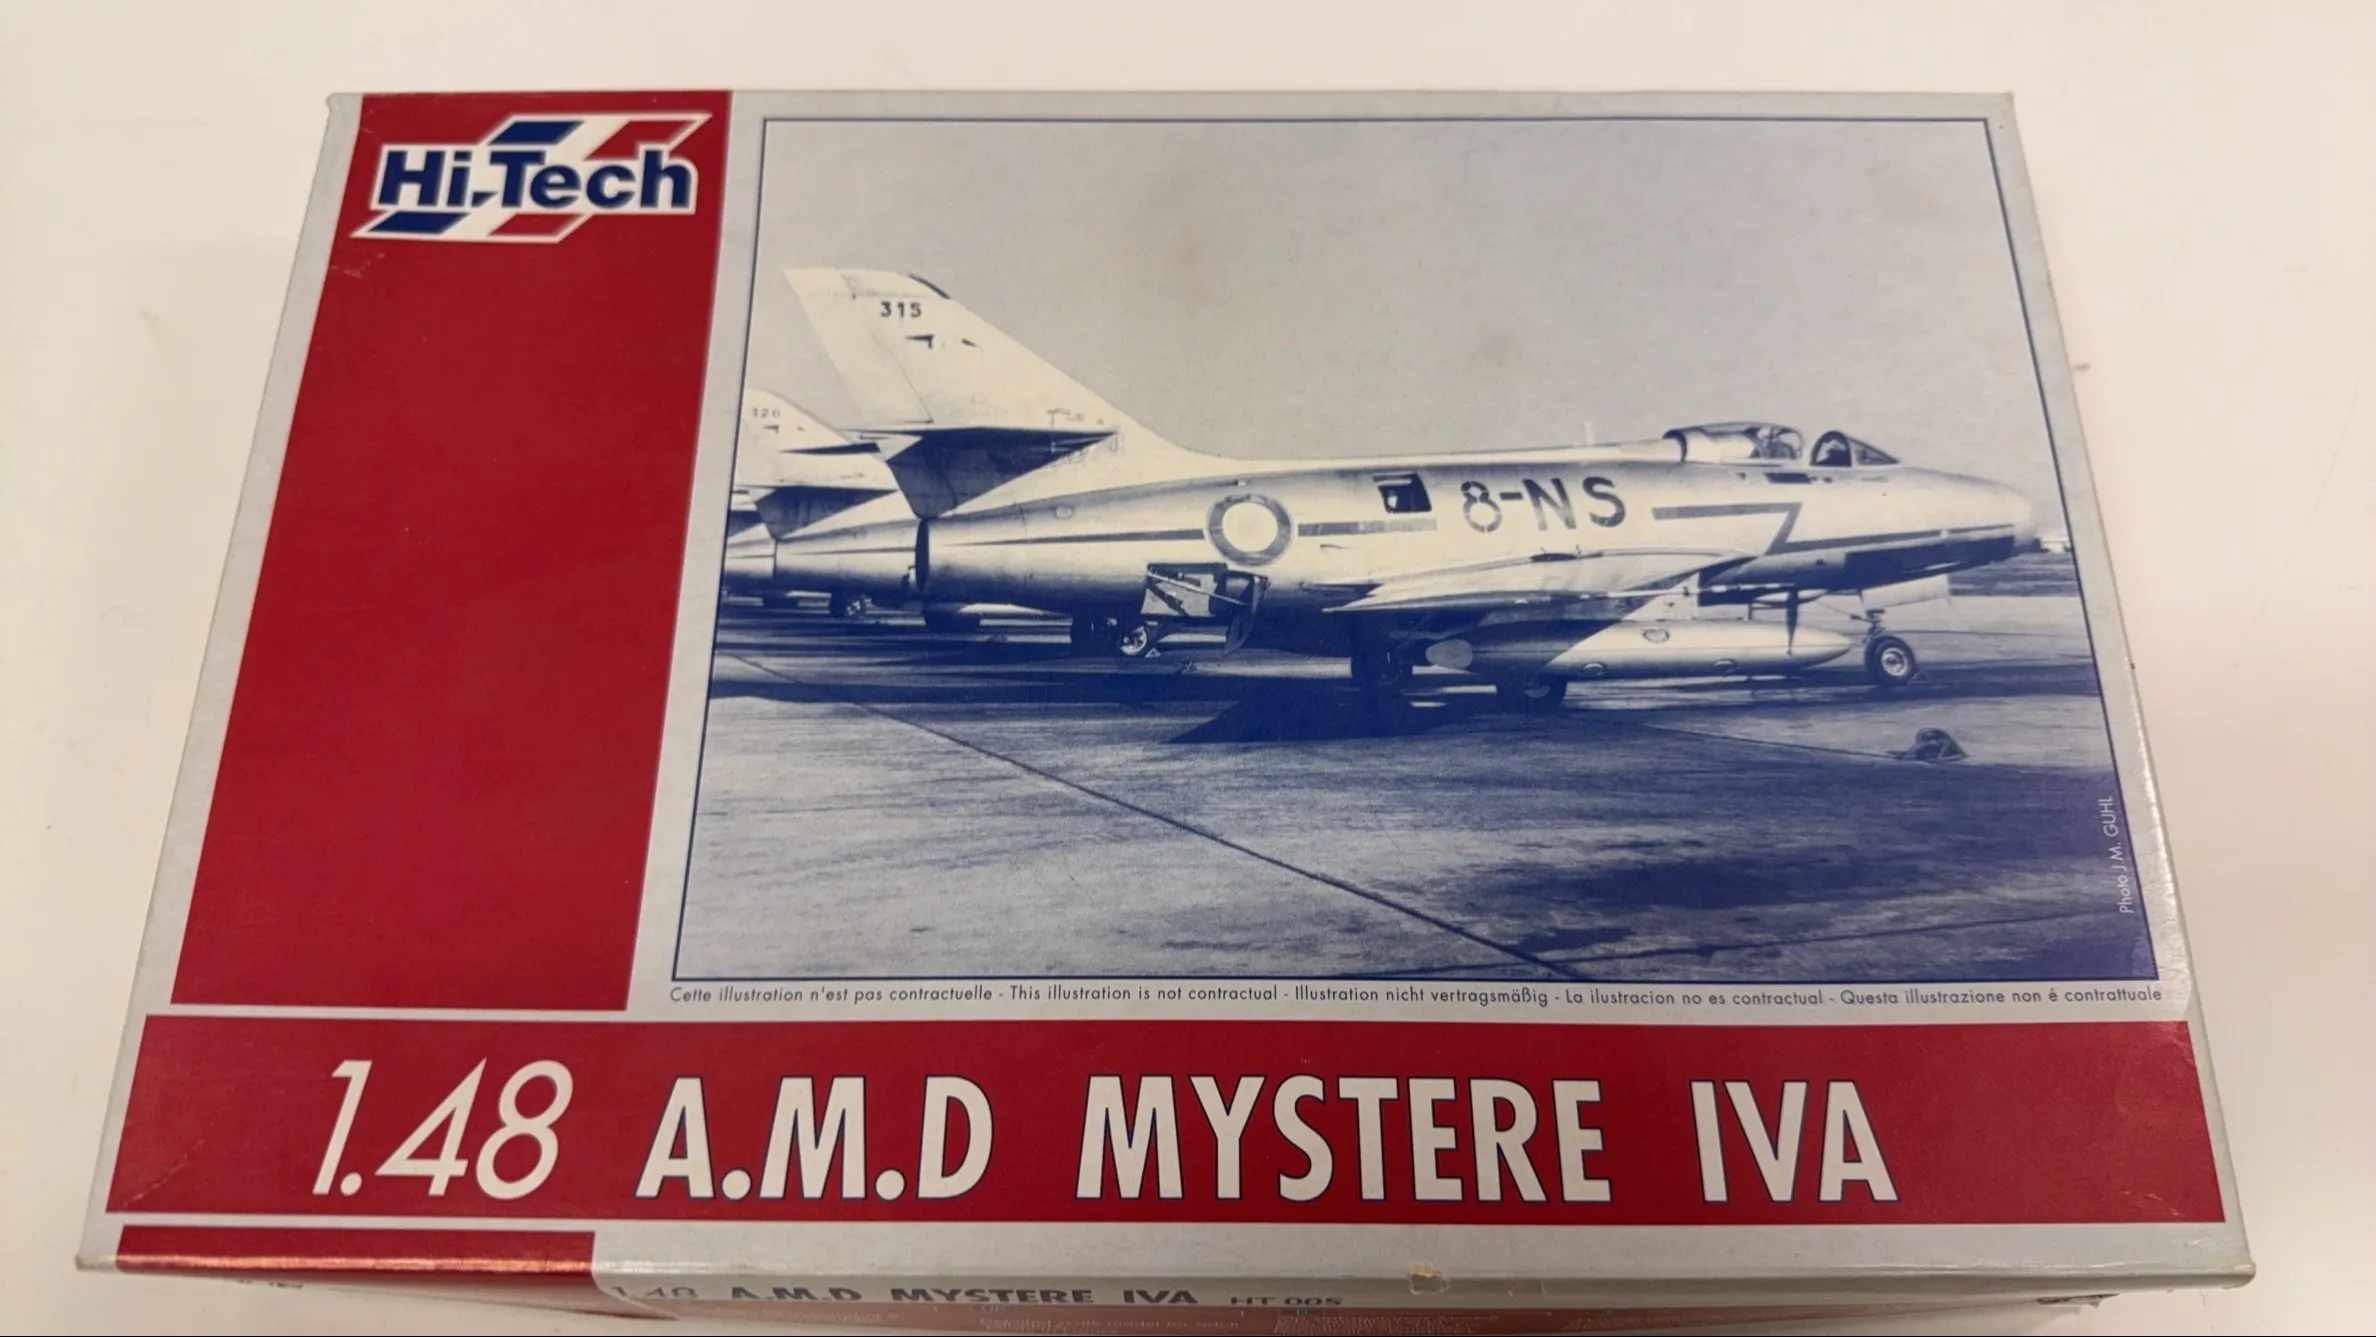 Hi-Tech
315
120
8-NS
Photo J.M. GUHL
Cette illustration n'est pas contractuelle - This illustration is not contractual - Illustration nicht vertragsmäßig - La ilustracion no es contractual - Questa illustrazione non é contrattuale
1.48 A.M.D MYSTERE IVA
1.48 A.M.D MYSTERE IVA HT 005